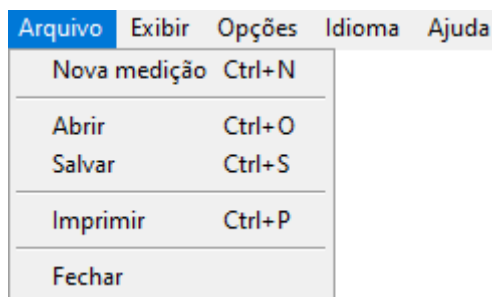 Arquivo Exibir Opções Idioma Ajuda
Nova medição Ctrl+N
Abrir Ctrl+O
Salvar Ctrl+S
Imprimir Ctrl+P
Fechar